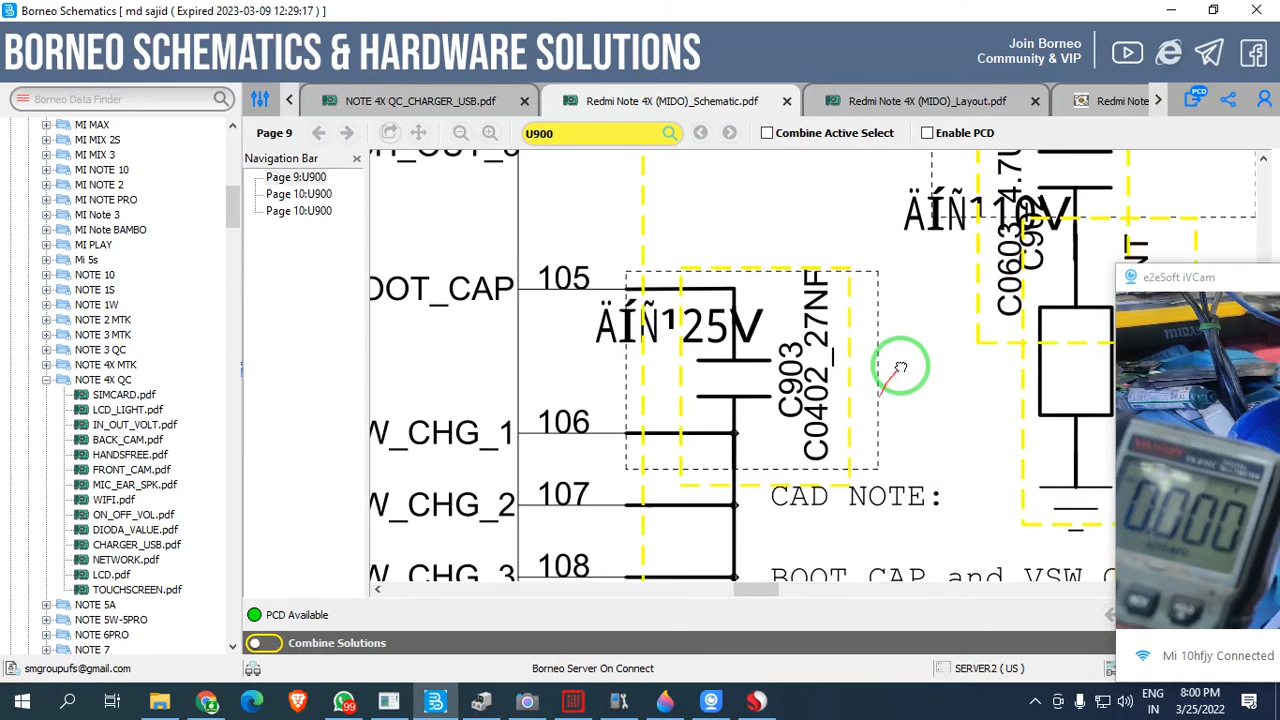 Borneo Schematics [ md sajid ( Expired 2023-03-09 12:29:17 ) ]
BORNEO SCHEMATICS & HARDWARE SOLUTIONS
Join Borneo
Community & VIP
Borneo Data Finder
NOTE 4X QC_CHARGER_USB.pdf
Redmi Note 4X (MIDO)_Schematic.pdf
Redmi Note 4X (MIDO)_Layout.pdf
Redmi Note
PCD
Page 9
U900
Combine Active Select
Enable PCD
Navigation Bar
Page 9:U900
Page 10:U900
Page 10:U900
MI MAX
MI MIX 2S
MI MIX 3
MI NOTE 10
MI NOTE 2
MI NOTE PRO
MI Note 3
MI Note BAMBO
MI PLAY
Mi 5s
NOTE 10
NOTE 1S
NOTE 1W
NOTE 2 MTK
NOTE 3 MTK
NOTE 3 QC
NOTE 4X MTK
NOTE 4X QC
SIMCARD.pdf
LCD_LIGHT.pdf
IN_OUT_VOLT.pdf
BACK_CAM.pdf
HANDSFREE.pdf
FRONT_CAM.pdf
MIC_EAR_SPK.pdf
WIFI.pdf
ON_OFF_VOL.pdf
DIODA_VALUE.pdf
CHARGER_USB.pdf
NETWORK.pdf
LCD.pdf
TOUCHSCREEN.pdf
NOTE 5A
NOTE 5W-5PRO
NOTE 6PRO
NOTE 7
OOT_CAP
105
ÄÍÑ¹25V
C903
C0402_27NF
W_CHG_1
106
W_CHG_2
107
W_CHG_3
108
ÄÍÑ¹10V
C0603_4.7U
C902
NT
CAD NOTE:
BOOT CAP and VSW C
e2eSoft iVCam
0.000
Mi 10hfjy Connected
PCD Available
Combine Solutions
smgroupufs@gmail.com
Borneo Server On Connect
SERVER2 ( US )
99
ENG
IN
8:00 PM
3/25/2022